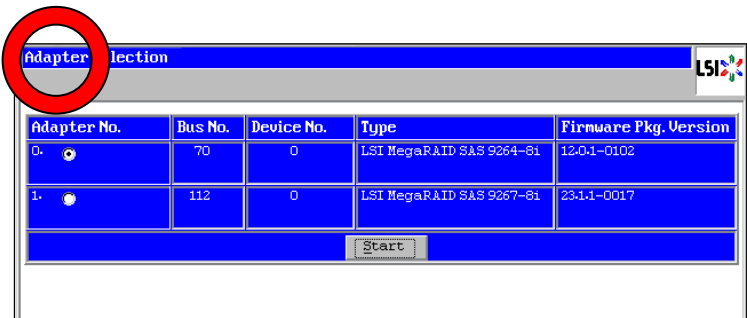 Adapter lection
LSI
Adapter No. Bus No. Device No. Type Firmware Pkg. Version
0. 70 0 LSI MegaRAID SAS 9264-8i 12.0.1-0102
1. 112 0 LSI MegaRAID SAS 9267-8i 23.1.1-0017
Start